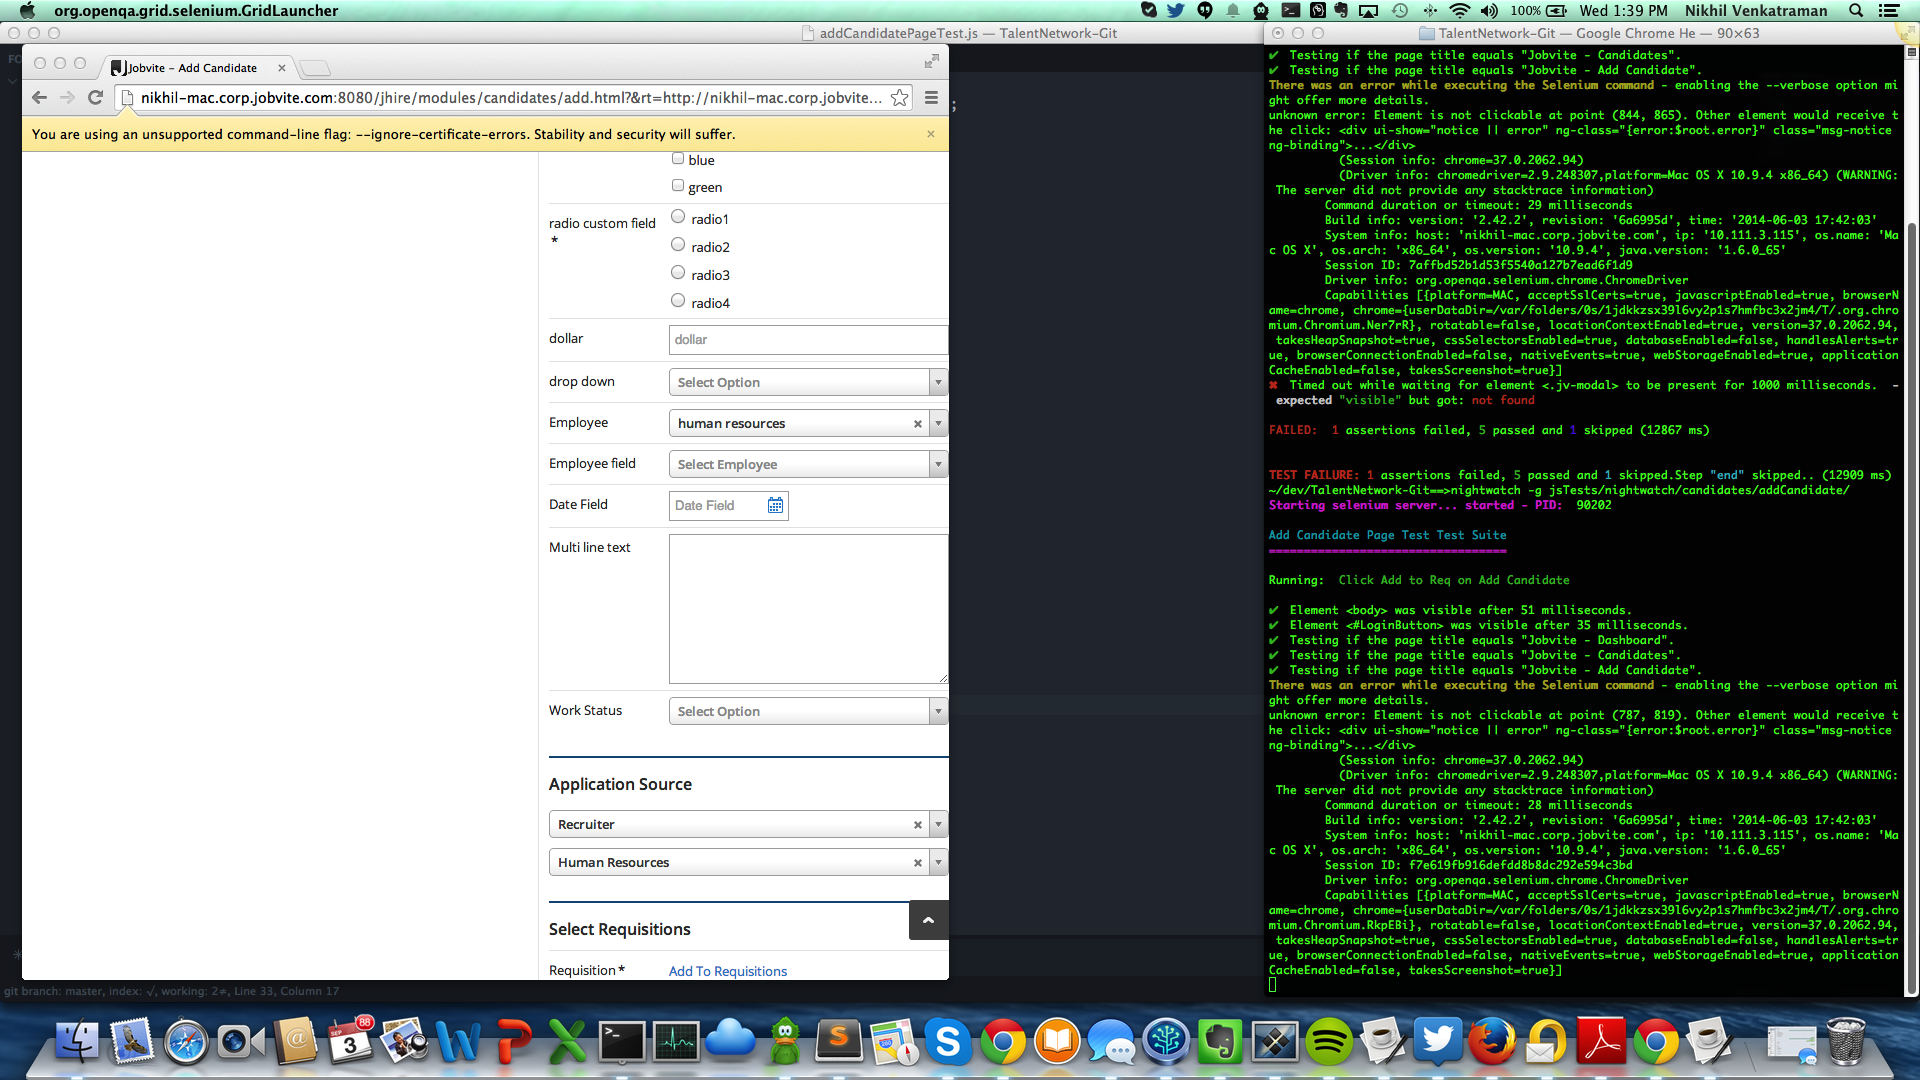 org.openqa.grid.selenium.GridLauncher
100%
Wed 1:39 PM
Nikhil Venkatraman
addCandidatePageTest.js — TalentNetwork-Git
TalentNetwork-Git — Google Chrome He — 90×63
Jobvite - Add Candidate
nikhil-mac.corp.jobvite.com:8080/jhire/modules/candidates/add.html?&rt=http://nikhil-mac.corp.jobvite...
You are using an unsupported command-line flag: --ignore-certificate-errors. Stability and security will suffer.
blue
green
radio custom field
*
radio1
radio2
radio3
radio4
dollar
dollar
drop down
Select Option
Employee
human resources
Employee field
Select Employee
Date Field
Date Field
Multi line text
Work Status
Select Option
Application Source
Recruiter
Human Resources
Select Requisitions
Requisition *
Add To Requisitions
;
git branch: master, index: √, working: 2≠, Line 33, Column 17
✔ Testing if the page title equals "Jobvite - Candidates".
✔ Testing if the page title equals "Jobvite - Add Candidate".
There was an error while executing the Selenium command - enabling the --verbose option mi
ght offer more details.
unknown error: Element is not clickable at point (844, 865). Other element would receive t
he click: <div ui-show="notice || error" ng-class="{error:$root.error}" class="msg-notice
ng-binding">...</div>
(Session info: chrome=37.0.2062.94)
(Driver info: chromedriver=2.9.248307,platform=Mac OS X 10.9.4 x86_64) (WARNING:
The server did not provide any stacktrace information)
Command duration or timeout: 29 milliseconds
Build info: version: '2.42.2', revision: '6a6995d', time: '2014-06-03 17:42:03'
System info: host: 'nikhil-mac.corp.jobvite.com', ip: '10.111.3.115', os.name: 'Ma
c OS X', os.arch: 'x86_64', os.version: '10.9.4', java.version: '1.6.0_65'
Session ID: 7affbd52b1d53f5540a127b7ead6f1d9
Driver info: org.openqa.selenium.chrome.ChromeDriver
Capabilities [{platform=MAC, acceptSslCerts=true, javascriptEnabled=true, browserN
ame=chrome, chrome={userDataDir=/var/folders/0s/1jdkkzsx39l6vy2p1s7hmfbc3x2jm4/T/.org.chro
mium.Chromium.Ner7rR}, rotatable=false, locationContextEnabled=true, version=37.0.2062.94,
takesHeapSnapshot=true, cssSelectorsEnabled=true, databaseEnabled=false, handlesAlerts=tr
ue, browserConnectionEnabled=false, nativeEvents=true, webStorageEnabled=true, application
CacheEnabled=false, takesScreenshot=true}]
✖ Timed out while waiting for element <.jv-modal> to be present for 1000 milliseconds. -
expected "visible" but got: not found
FAILED: 1 assertions failed, 5 passed and 1 skipped (12867 ms)
TEST FAILURE: 1 assertions failed, 5 passed and 1 skipped.Step "end" skipped.. (12909 ms)
~/dev/TalentNetwork-Git==>nightwatch -g jsTests/nightwatch/candidates/addCandidate/
Starting selenium server... started - PID: 90202
Add Candidate Page Test Test Suite
==================================
Running: Click Add to Req on Add Candidate
✔ Element <body> was visible after 51 milliseconds.
✔ Element <#LoginButton> was visible after 35 milliseconds.
✔ Testing if the page title equals "Jobvite - Dashboard".
✔ Testing if the page title equals "Jobvite - Candidates".
✔ Testing if the page title equals "Jobvite - Add Candidate".
There was an error while executing the Selenium command - enabling the --verbose option mi
ght offer more details.
unknown error: Element is not clickable at point (787, 819). Other element would receive t
he click: <div ui-show="notice || error" ng-class="{error:$root.error}" class="msg-notice
ng-binding">...</div>
(Session info: chrome=37.0.2062.94)
(Driver info: chromedriver=2.9.248307,platform=Mac OS X 10.9.4 x86_64) (WARNING:
The server did not provide any stacktrace information)
Command duration or timeout: 28 milliseconds
Build info: version: '2.42.2', revision: '6a6995d', time: '2014-06-03 17:42:03'
System info: host: 'nikhil-mac.corp.jobvite.com', ip: '10.111.3.115', os.name: 'Ma
c OS X', os.arch: 'x86_64', os.version: '10.9.4', java.version: '1.6.0_65'
Session ID: f7e619fb916defdd8b8dc292e594c3bd
Driver info: org.openqa.selenium.chrome.ChromeDriver
Capabilities [{platform=MAC, acceptSslCerts=true, javascriptEnabled=true, browserN
ame=chrome, chrome={userDataDir=/var/folders/0s/1jdkkzsx39l6vy2p1s7hmfbc3x2jm4/T/.org.chro
mium.Chromium.RkpEBi}, rotatable=false, locationContextEnabled=true, version=37.0.2062.94,
takesHeapSnapshot=true, cssSelectorsEnabled=true, databaseEnabled=false, handlesAlerts=tr
ue, browserConnectionEnabled=false, nativeEvents=true, webStorageEnabled=true, application
CacheEnabled=false, takesScreenshot=true}]
SEP
3
88